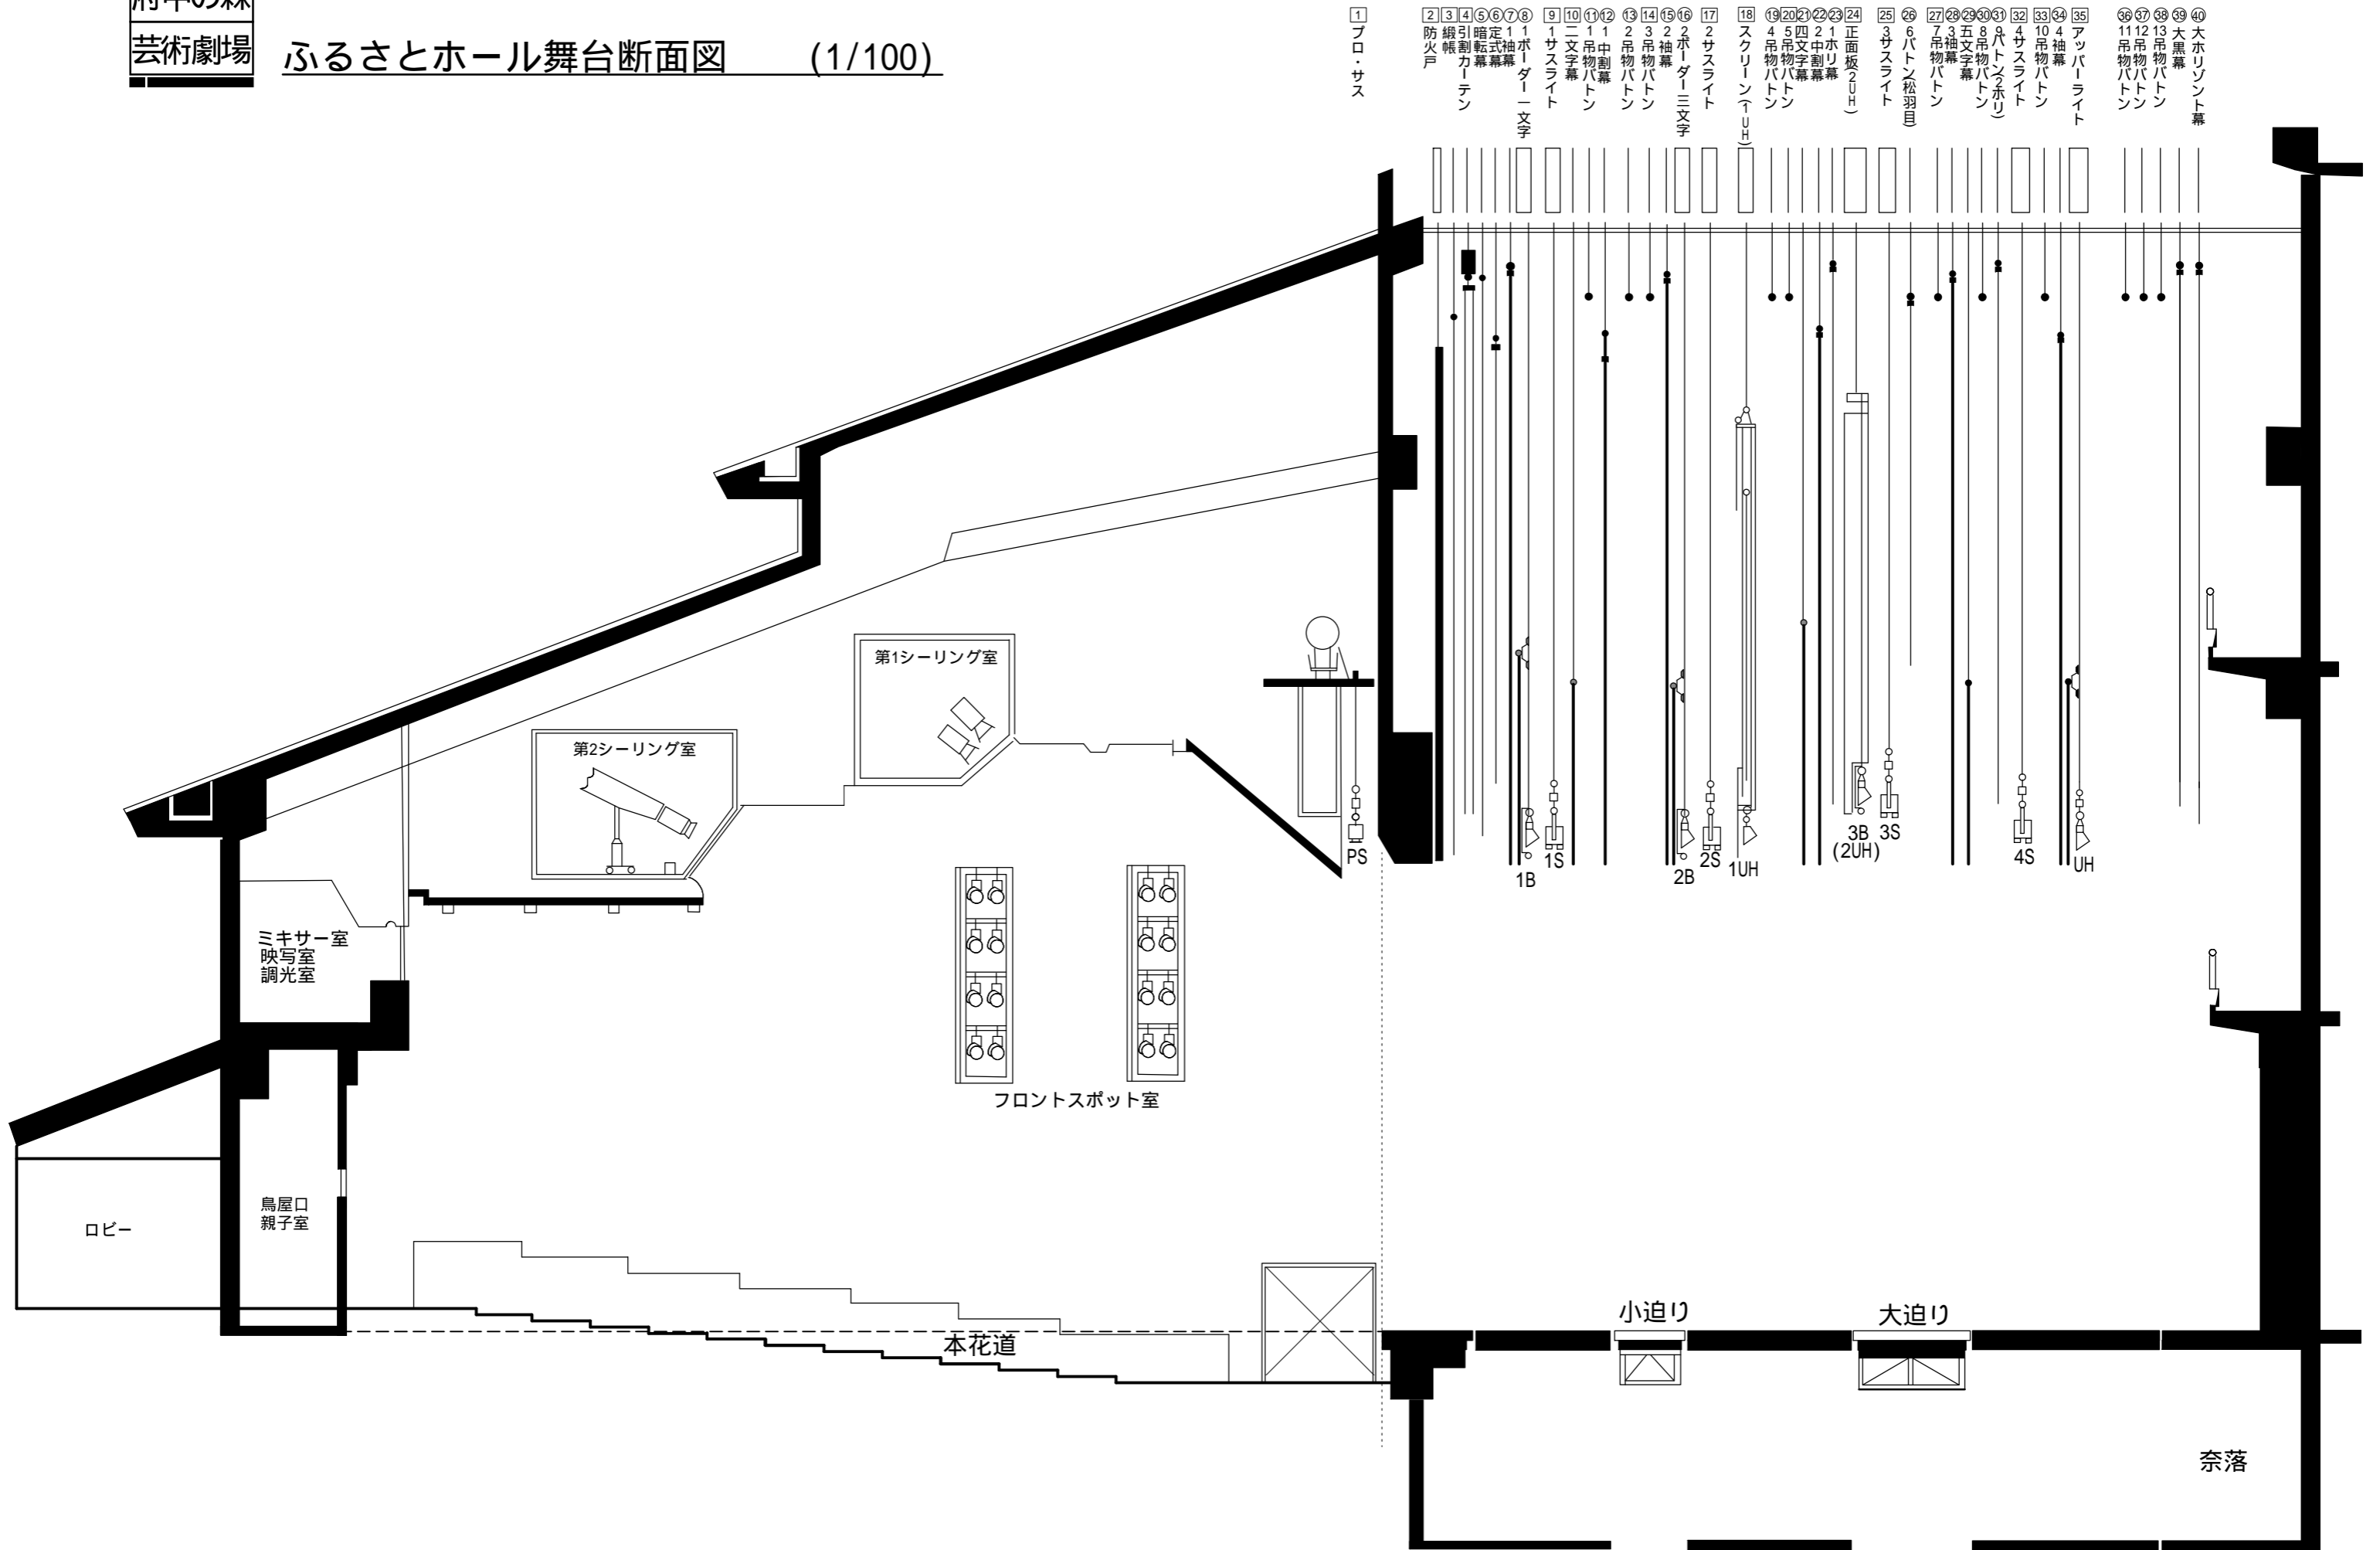 府中の森
芸術劇場
ふるさとホール舞台断面図 (1/100)
1 プロ・サス
2 防火戸
3 緞帳
4 引割カーテン
⑤ 暗転幕
⑥ 定式幕
⑦ 1袖幕
⑧ 1ボーダー一文字
9 1サスライト
10 二文字幕
⑪ 1吊物バトン
⑫ 1中割幕
⑬ 2吊物バトン
14 3吊物バトン
⑮ 2袖幕
⑯ 2ボーダー三文字
17 2サスライト
18 スクリーン(1UH)
⑲ 4吊物バトン
20 5吊物バトン
㉑ 四文字幕
㉒ 2中割幕
㉓ 1ホリ幕
24 正面板(2UH)
25 3サスライト
㉖ 6バトン(松羽目)
27 7吊物バトン
㉘ 3袖幕
㉙ 五文字幕
㉚ 8吊物バトン
㉛ 9バトン(2ホリ)
32 4サスライト
33 10吊物バトン
㉞ 4袖幕
35 アッパーライト
㊱ 11吊物バトン
㊲ 12吊物バトン
㊳ 13吊物バトン
㊴ 大黒幕
㊵ 大ホリゾント幕
第1シーリング室
第2シーリング室
PS
1B
1S
2B
2S
1UH
3B
(2UH)
3S
4S
UH
ミキサー室
映写室
調光室
フロントスポット室
鳥屋口
親子室
ロビー
本花道
小迫り
大迫り
奈落